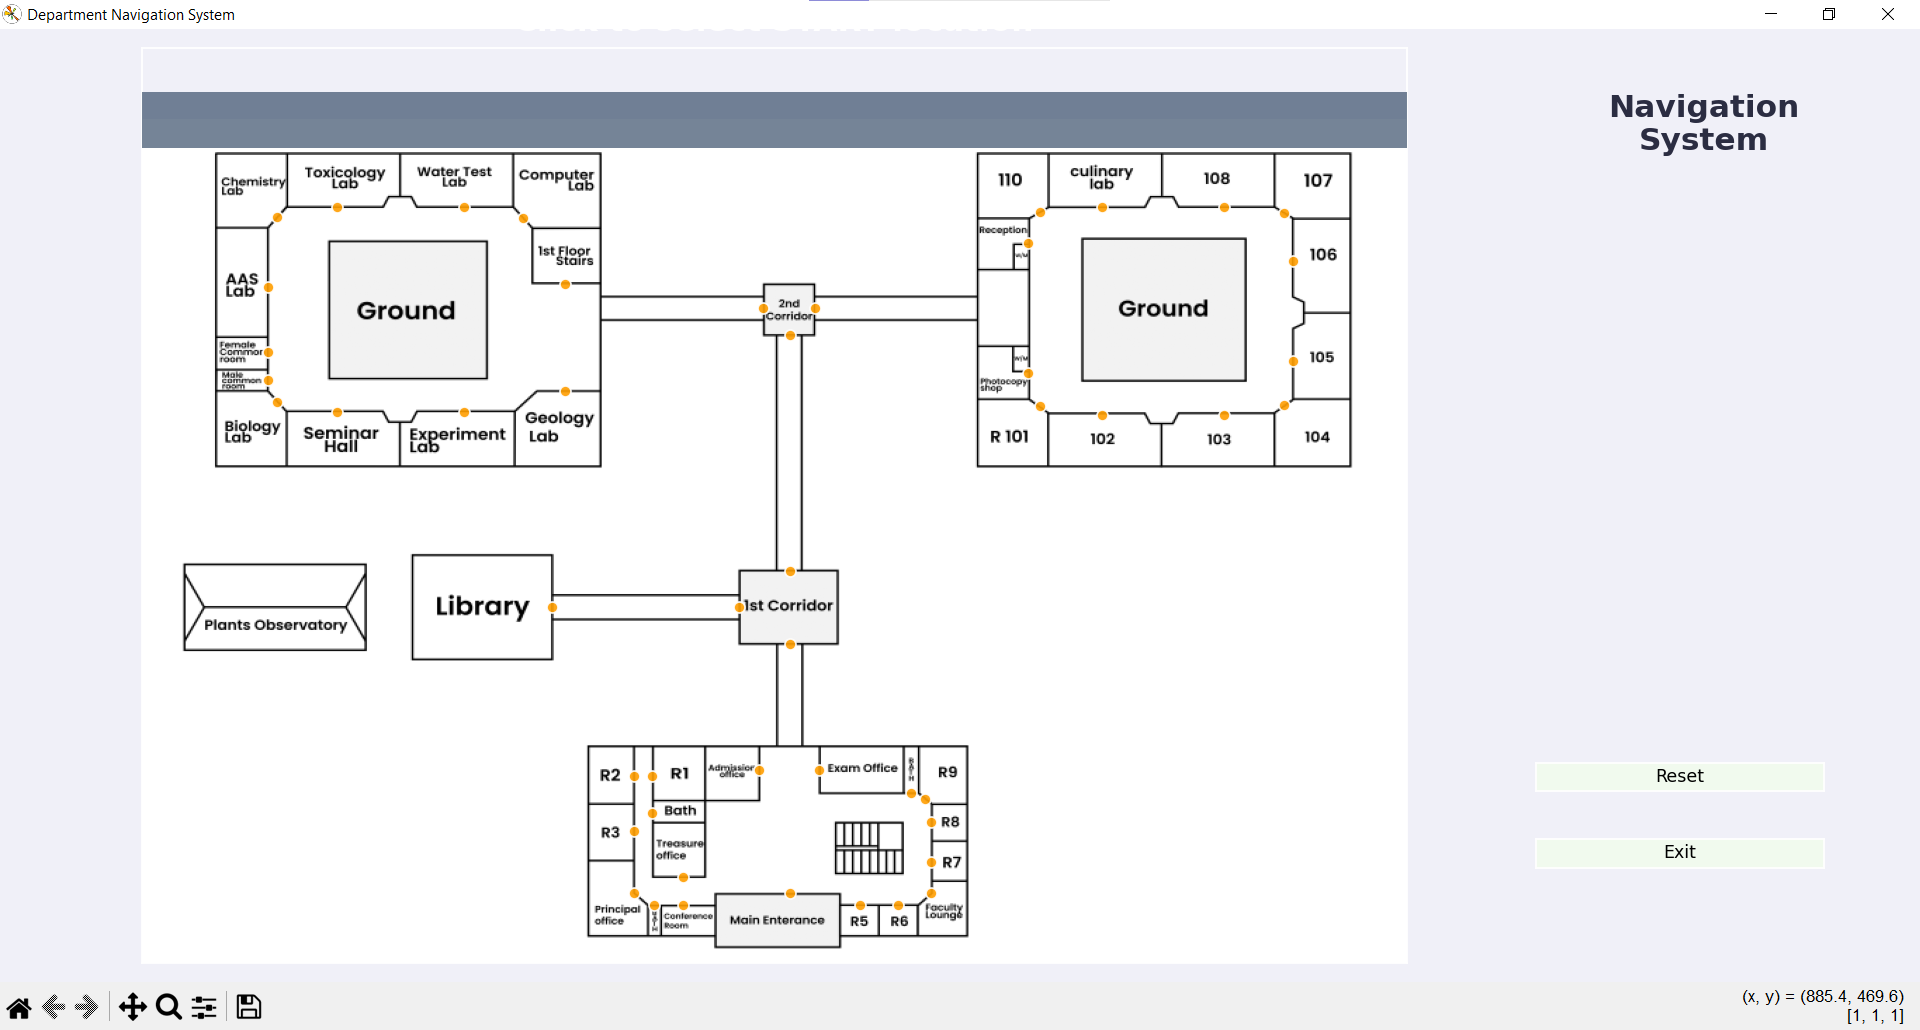 Department Navigation System
Navigation
System
Chemistry
Lab
Toxicology
Lab
Water Test
Lab
Computer
Lab
1st Floor
Stairs
AAS
Lab
Ground
Female
Common
room
Male
common
room
Biology
Lab
Seminar
Hall
Experiment
Lab
Geology
Lab
2nd
Corridor
110
culinary
lab
108
107
Reception
W/M
106
Ground
105
W/M
Photocopy
shop
R 101
102
103
104
Plants Observatory
Library
1st Corridor
R2
R1
Admission
office
Exam Office
BATH
R9
Bath
R3
R8
Treasure
office
R7
Principal
office
BATH
Conference
Room
Main Enterance
R5
R6
Faculty
Lounge
Reset
Exit
(x, y) = (885.4, 469.6)
[1, 1, 1]